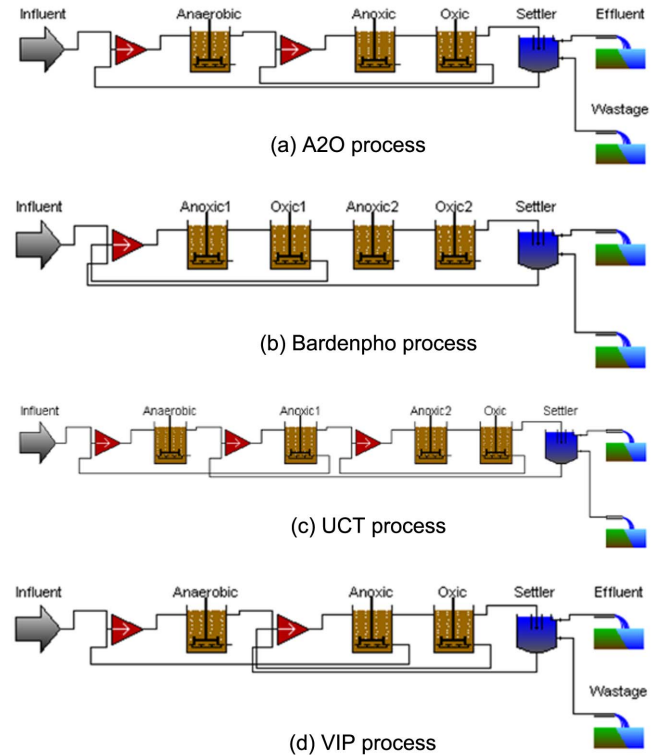 Influent Anaerobic Anoxic Oxic Settler Effluent
Wastage
(a) A2O process
Influent Anoxic1 Oxic1 Anoxic2 Oxic2 Settler
(b) Bardenpho process
Influent Anaerobic Anoxic1 Anoxic2 Oxic Settler
(c) UCT process
Influent Anaerobic Anoxic Oxic Settler Effluent
Wastage
(d) VIP process